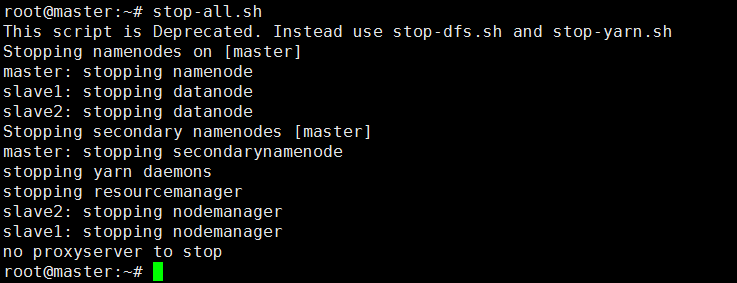 root@master:~# stop-all.sh
This script is Deprecated. Instead use stop-dfs.sh and stop-yarn.sh
Stopping namenodes on [master]
master: stopping namenode
slave1: stopping datanode
slave2: stopping datanode
Stopping secondary namenodes [master]
master: stopping secondarynamenode
stopping yarn daemons
stopping resourcemanager
slave2: stopping nodemanager
slave1: stopping nodemanager
no proxyserver to stop
root@master:~#